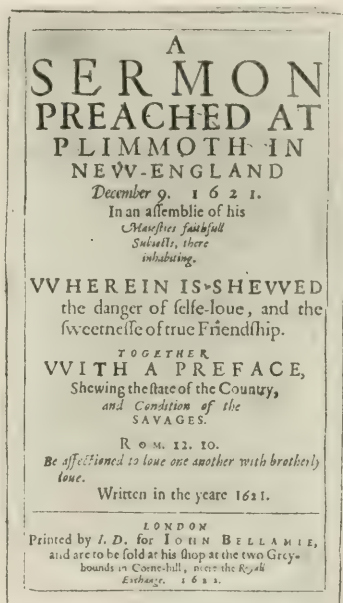 A
SERMON
PREACHED AT
PLIMMOTH IN
NEVV-ENGLAND
December 9. 1621.
In an assemblie of his
Maiesties faithfull
Subiects, there
inhabiting.
VVHEREIN IS SHEVVED
the danger of selfe-loue, and the
sweetnesse of true Friendship.
TOGETHER
VVITH A PREFACE,
Shewing the state of the Country,
and Condition of the
SAVAGES.
ROM. 12. 10.
Be affectioned to loue one another with brotherly
loue.
Written in the yeare 1621.
LONDON
Printed by I. D. for IOHN BELLAMIE,
and are to be sold at his shop at the two Grey-
hounds in Corne-hill, neere the Royall
Exchange. 1622.